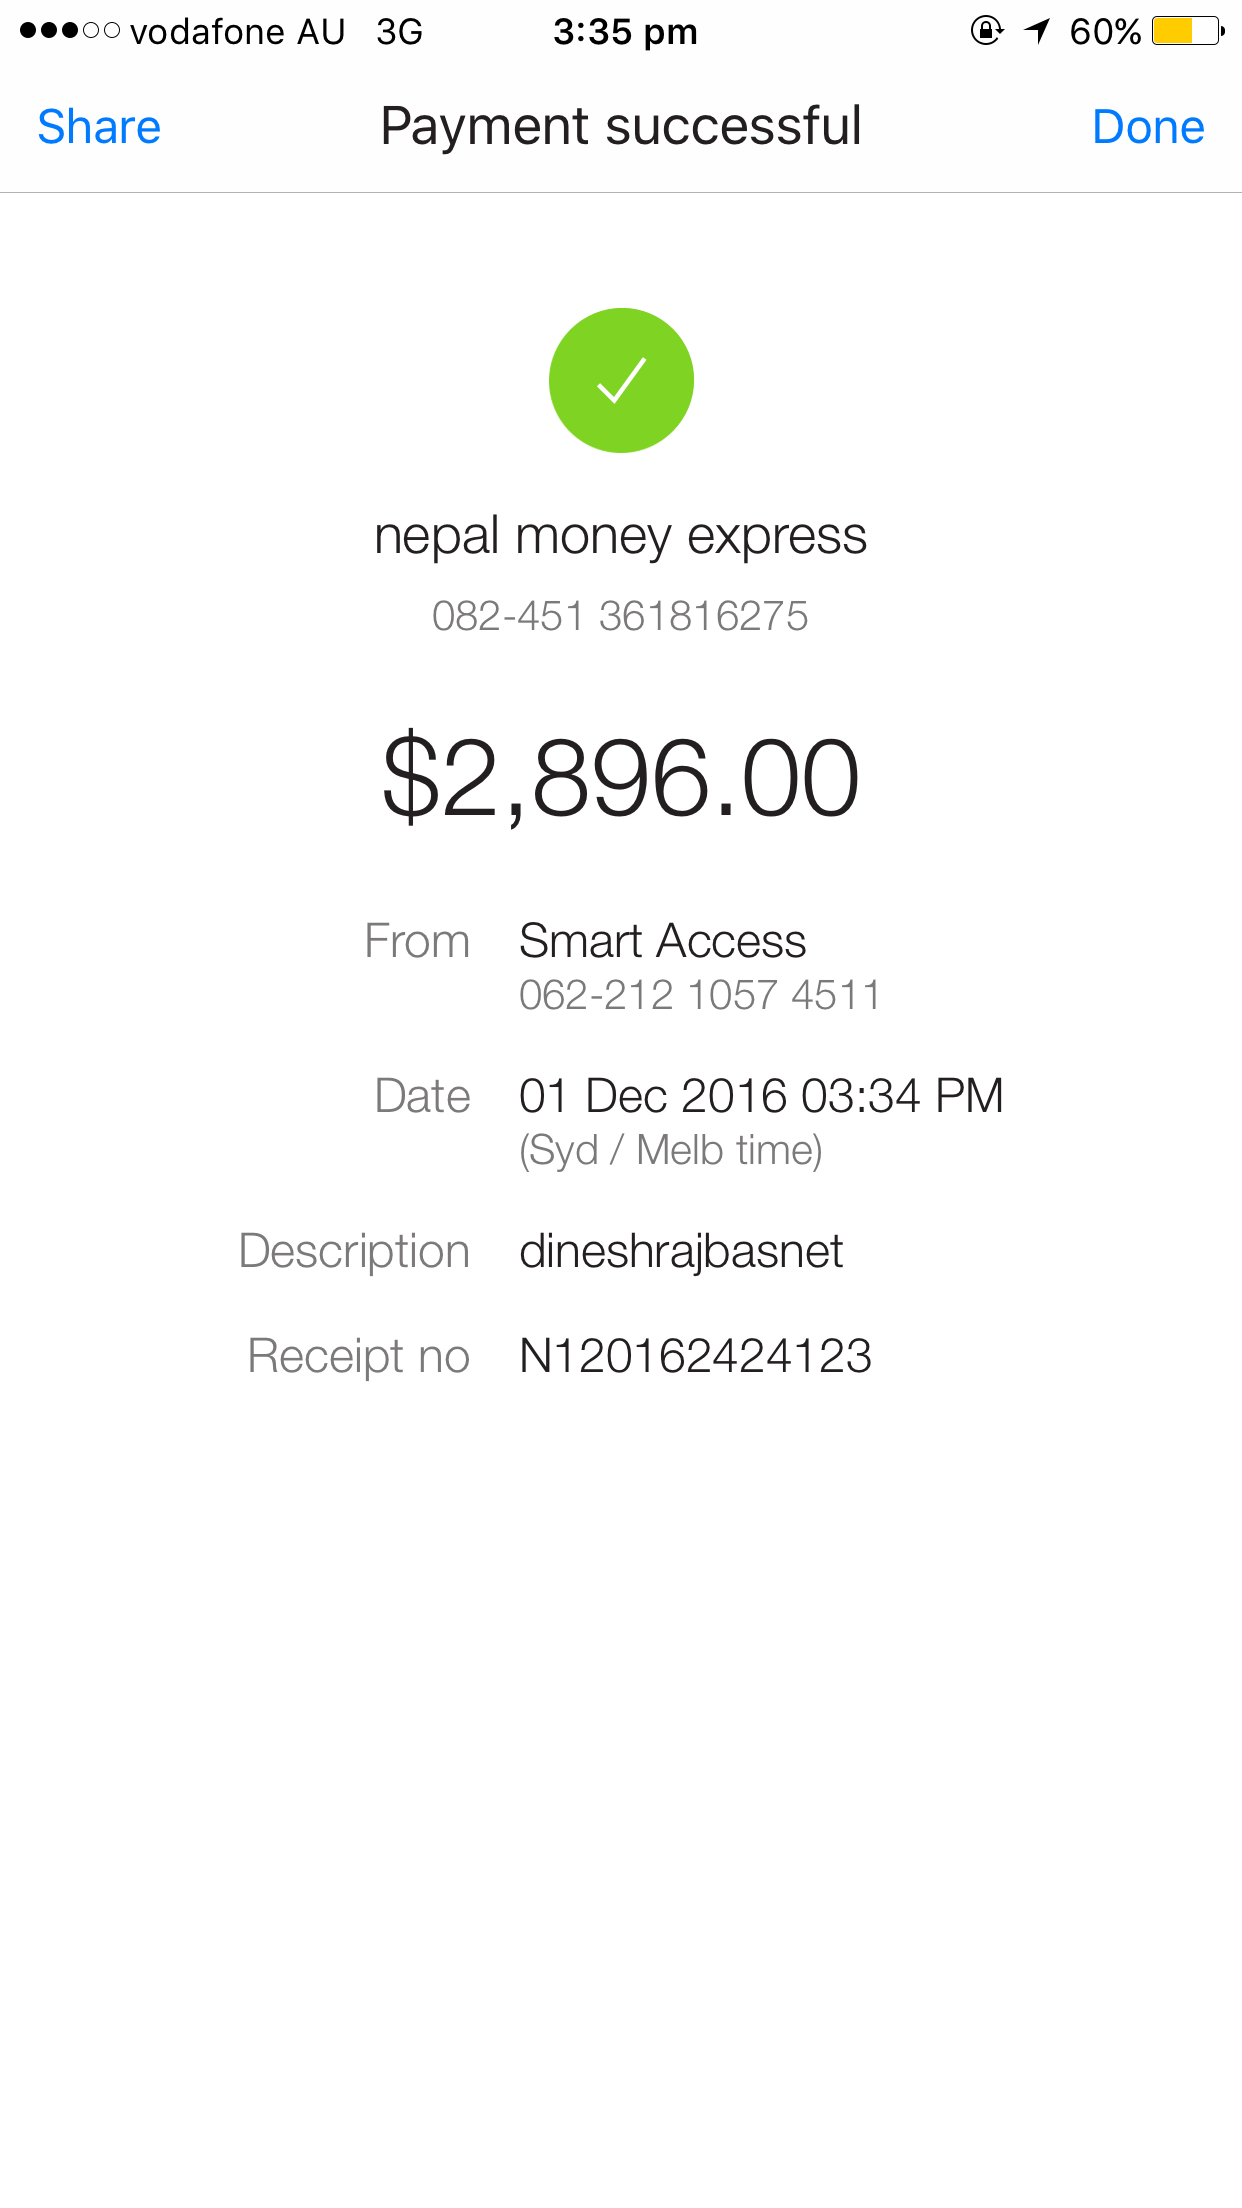 vodafone AU 3G 3:35 pm 60%
Share Payment successful Done
nepal money express
082-451 361816275
$2,896.00
From Smart Access
062-212 1057 4511
Date 01 Dec 2016 03:34 PM
(Syd / Melb time)
Description dineshrajbasnet
Receipt no N120162424123